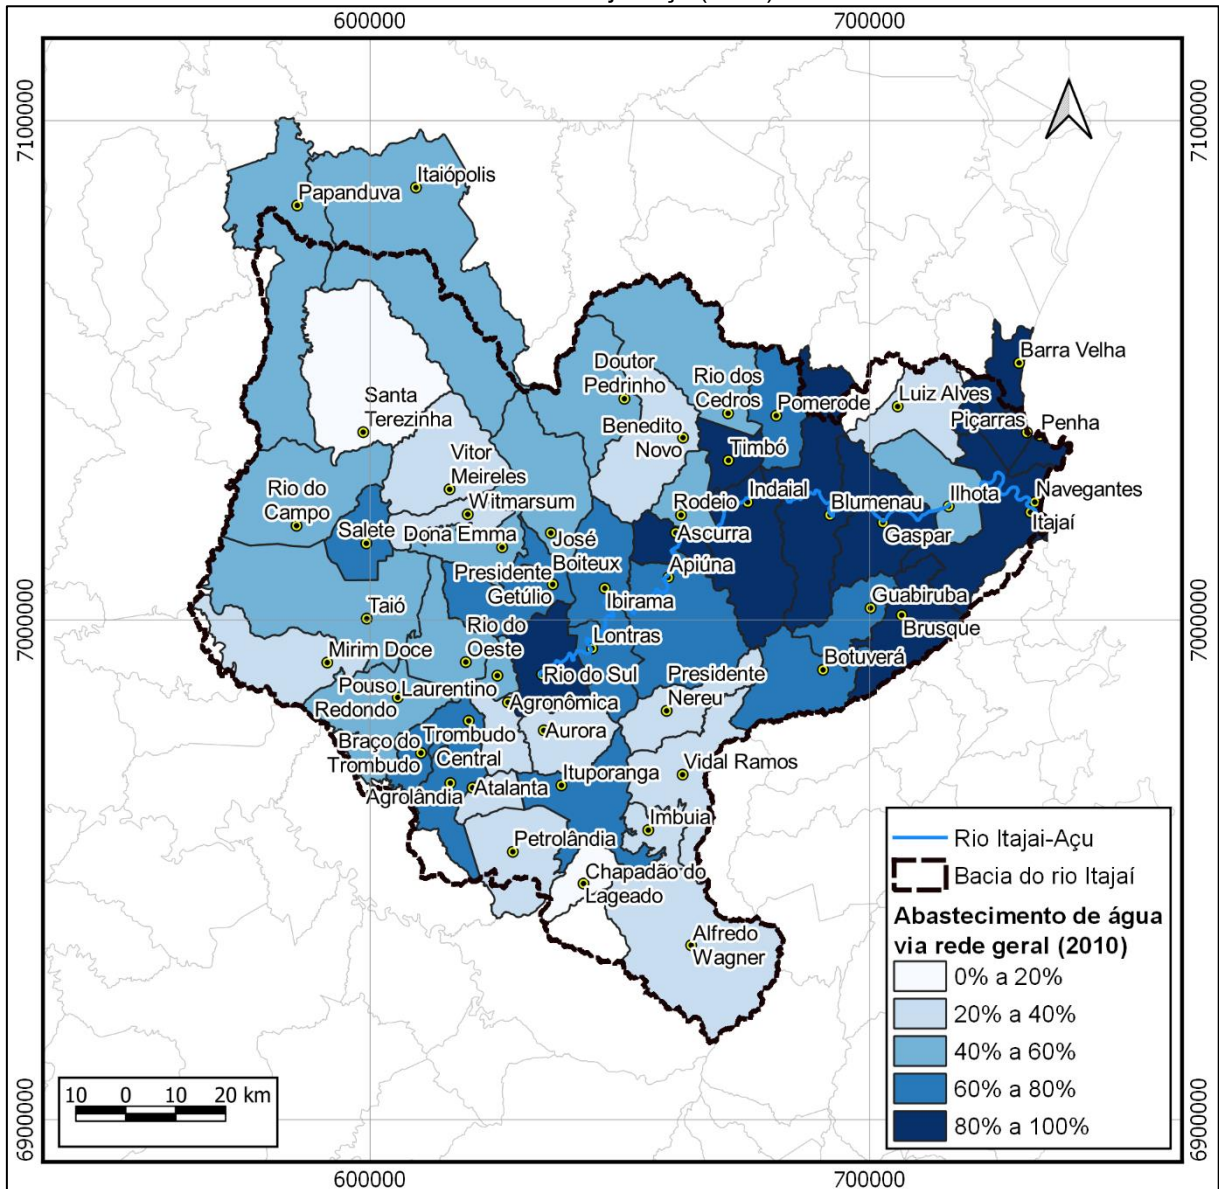 600000
700000
7100000
7100000
Itaiópolis
Papanduva
Barra Velha
Doutor
Pedrinho
Rio dos
Cedros
Pomerode
Luiz Alves
Santa
Terezinha
Piçarras
Penha
Benedito
Novo
Timbó
Vitor
Meireles
Rio do
Campo
Witmarsum
Rodeio
Indaial
Blumenau
Ilhota
Navegantes
Itajaí
Salete
Dona Emma
José
Boiteux
Ascurra
Gaspar
Presidente
Getúlio
Apiúna
Ibirama
Guabiruba
7000000
7000000
Taió
Rio do
Oeste
Lontras
Brusque
Mirim Doce
Botuverá
Pouso
Redondo
Laurentino
Rio do Sul
Presidente
Nereu
Agronômica
Braço do
Trombudo
Trombudo
Central
Aurora
Ituporanga
Vidal Ramos
Agrolândia
Atalanta
Imbuia
Petrolândia
Chapadão do
Lageado
Alfredo
Wagner
Rio Itajai-Açu
Bacia do rio Itajaí
Abastecimento de água
via rede geral (2010)
0% a 20%
20% a 40%
40% a 60%
60% a 80%
80% a 100%
10 0 10 20 km
6900000
6900000
600000
700000